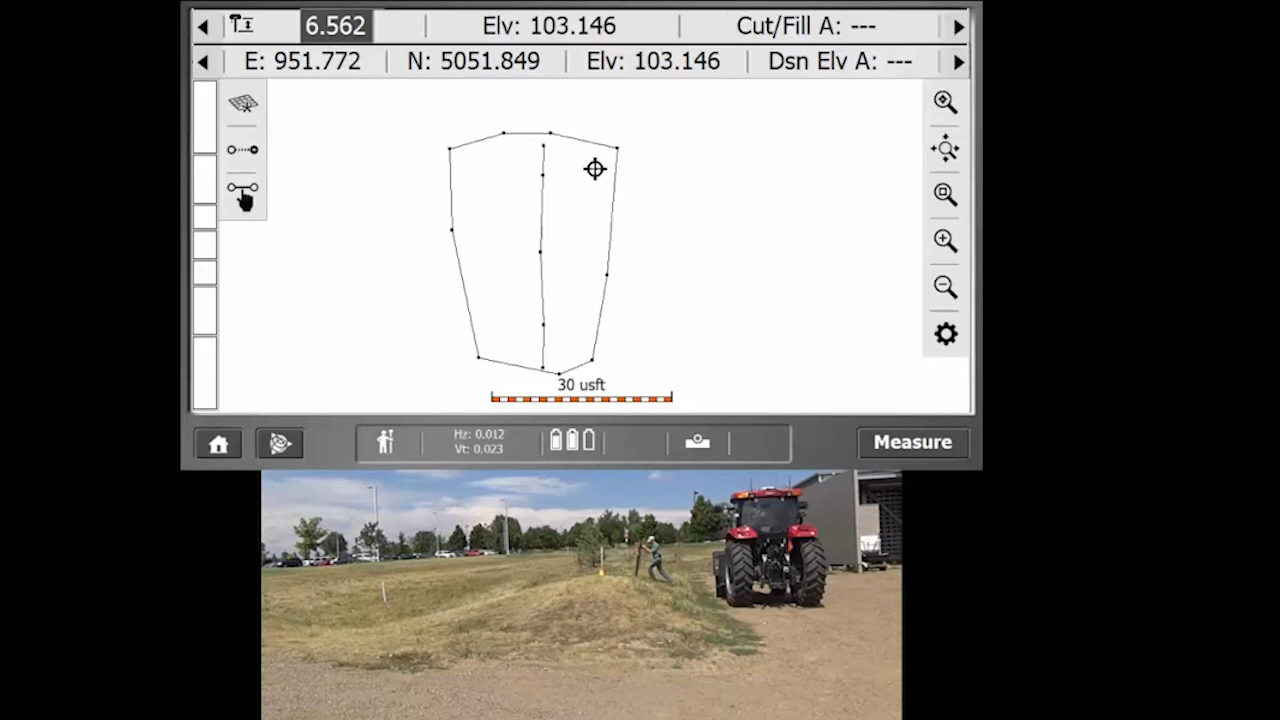 6.562 Elv: 103.146 Cut/Fill A: ---
E: 951.772 N: 5051.849 Elv: 103.146 Dsn Elv A: ---
30 usft
Hz: 0.012
Vt: 0.023
Measure